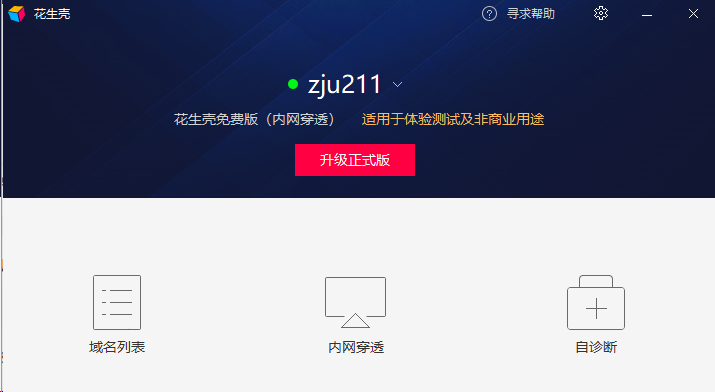 花生壳
寻求帮助
zju211
花生壳免费版（内网穿透） 适用于体验测试及非商业用途
升级正式版
域名列表
内网穿透
自诊断